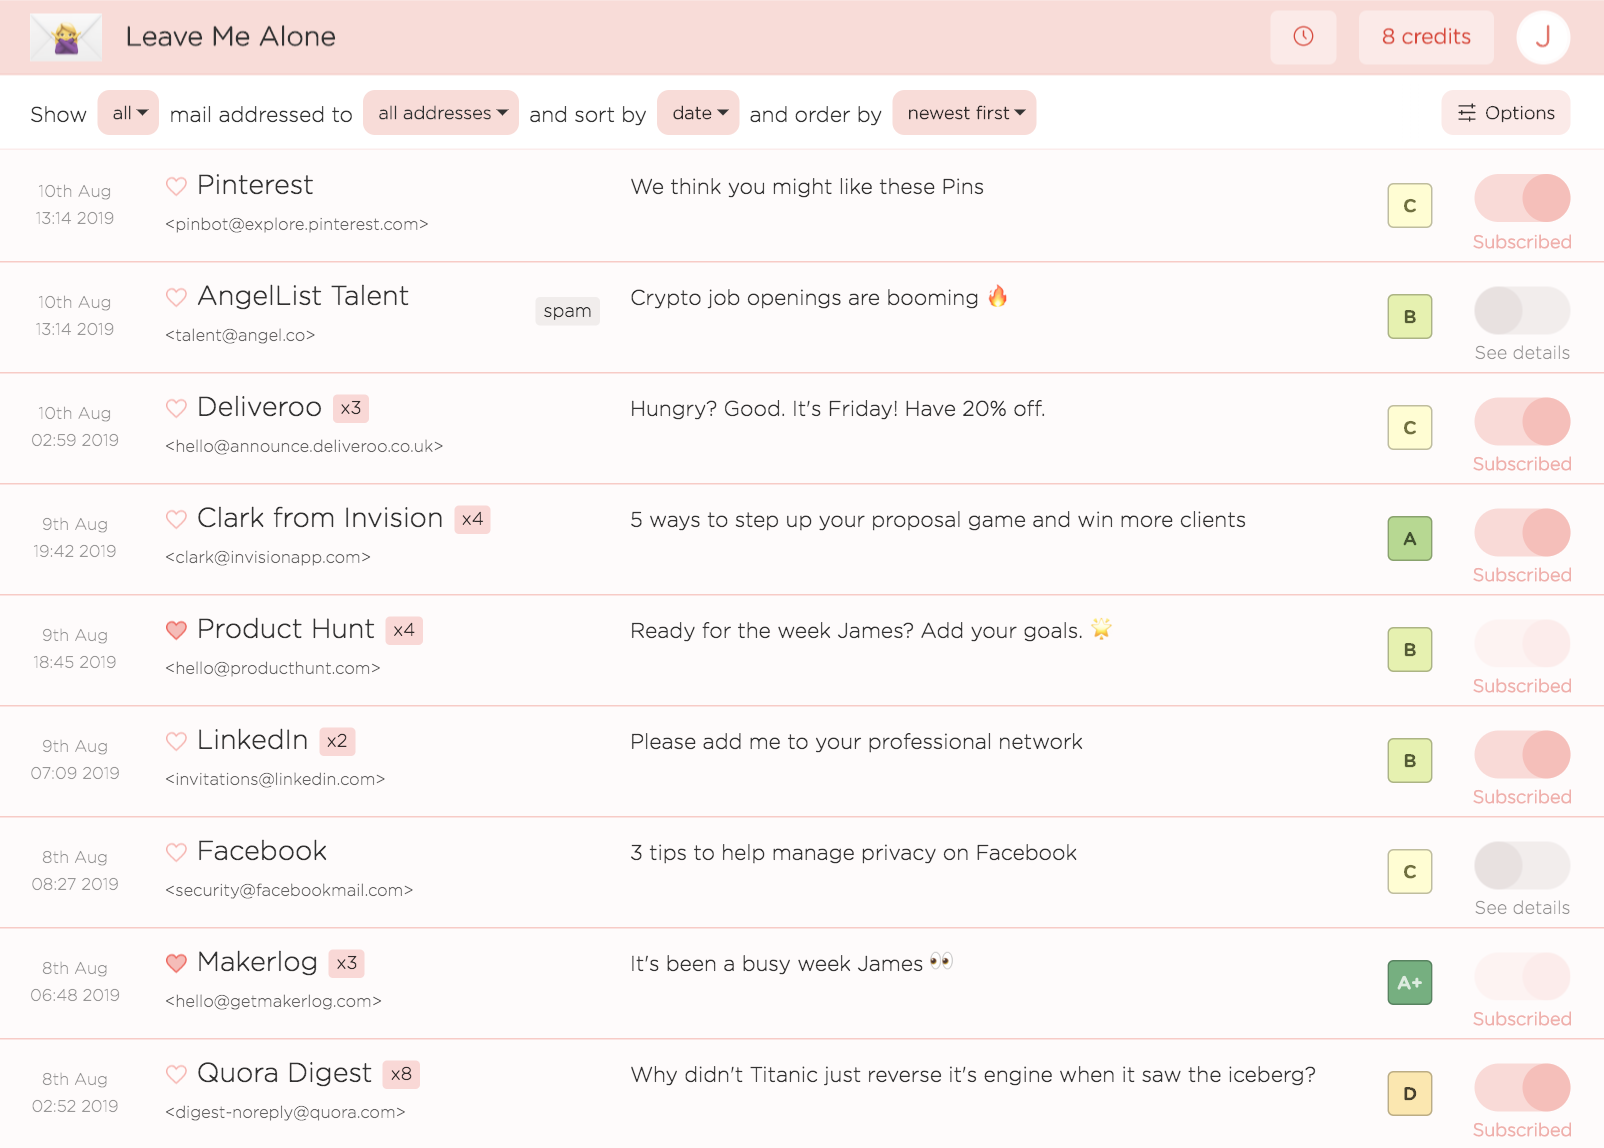 Leave Me Alone 8 credits J
Show all mail addressed to all addresses and sort by date and order by newest first Options
10th Aug
13:14 2019
Pinterest
<pinbot@explore.pinterest.com>
We think you might like these Pins
C
Subscribed
10th Aug
13:14 2019
AngelList Talent
<talent@angel.co>
spam
Crypto job openings are booming 🔥
B
See details
10th Aug
02:59 2019
Deliveroo x3
<hello@announce.deliveroo.co.uk>
Hungry? Good. It's Friday! Have 20% off.
C
Subscribed
9th Aug
19:42 2019
Clark from Invision x4
<clark@invisionapp.com>
5 ways to step up your proposal game and win more clients
A
Subscribed
9th Aug
18:45 2019
Product Hunt x4
<hello@producthunt.com>
Ready for the week James? Add your goals. 🌟
B
Subscribed
9th Aug
07:09 2019
LinkedIn x2
<invitations@linkedin.com>
Please add me to your professional network
B
Subscribed
8th Aug
08:27 2019
Facebook
<security@facebookmail.com>
3 tips to help manage privacy on Facebook
C
See details
8th Aug
06:48 2019
Makerlog x3
<hello@getmakerlog.com>
It's been a busy week James 👀
A+
Subscribed
8th Aug
02:52 2019
Quora Digest x8
<digest-noreply@quora.com>
Why didn't Titanic just reverse it's engine when it saw the iceberg?
D
Subscribed